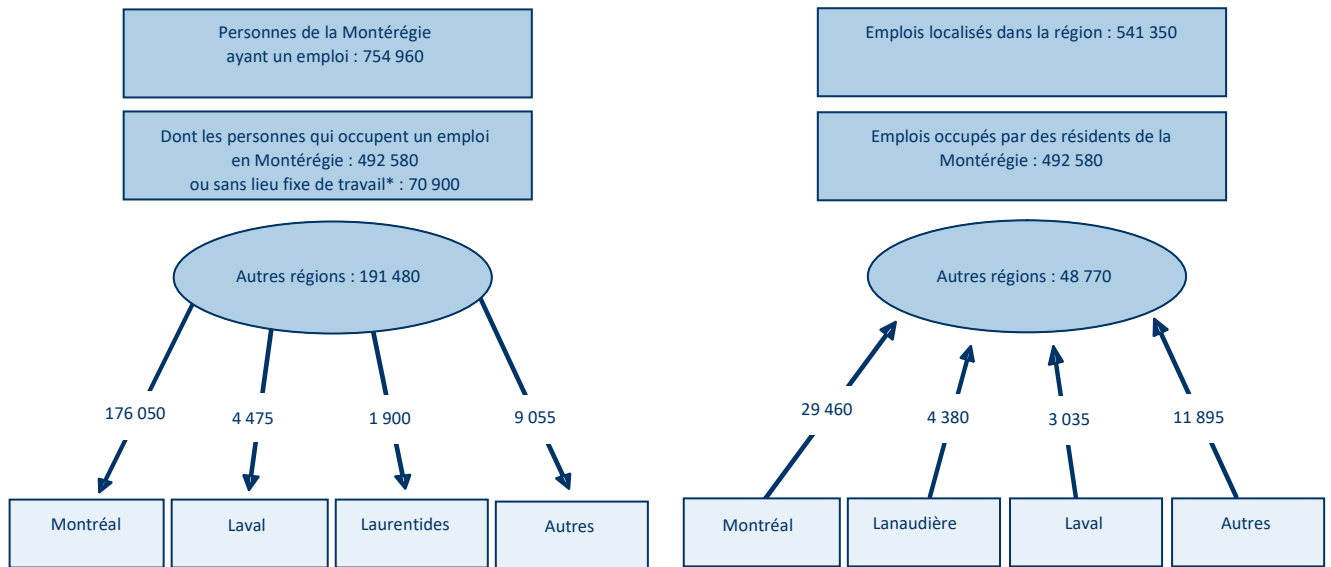 Personnes de la Montérégie
ayant un emploi : 754 960
Dont les personnes qui occupent un emploi
en Montérégie : 492 580
ou sans lieu fixe de travail* : 70 900
Autres régions : 191 480
176 050
4 475
1 900
9 055
Montréal
Laval
Laurentides
Autres
Emplois localisés dans la région : 541 350
Emplois occupés par des résidents de la
Montérégie : 492 580
Autres régions : 48 770
29 460
4 380
3 035
11 895
Montréal
Lanaudière
Laval
Autres